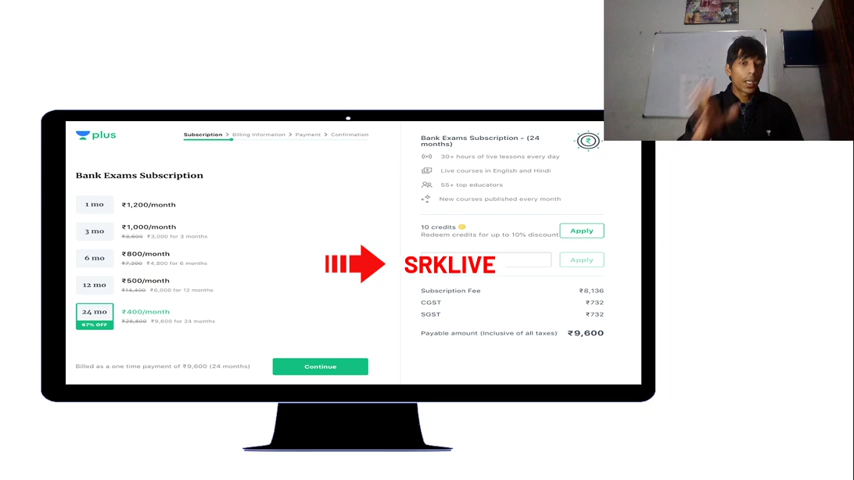 plus
Subscription > Billing Information > Payment > Confirmation
Bank Exams Subscription
1 mo ₹1,200/month
3 mo ₹1,000/month
₹3,600 ₹3,000 for 3 months
6 mo ₹800/month
₹7,200 ₹4,800 for 6 months
12 mo ₹500/month
₹14,400 ₹6,000 for 12 months
24 mo ₹400/month
67% OFF ₹28,800 ₹9,600 for 24 months
Billed as a one time payment of ₹9,600 (24 months)
Continue
Bank Exams Subscription - (24
months)
30+ hours of live lessons every day
Live courses in English and Hindi
55+ top educators
New courses published every month
10 credits
Redeem credits for up to 10% discount
Apply
SRKLIVE
Apply
Subscription Fee ₹8,136
CGST ₹732
SGST ₹732
Payable amount (Inclusive of all taxes) ₹9,600